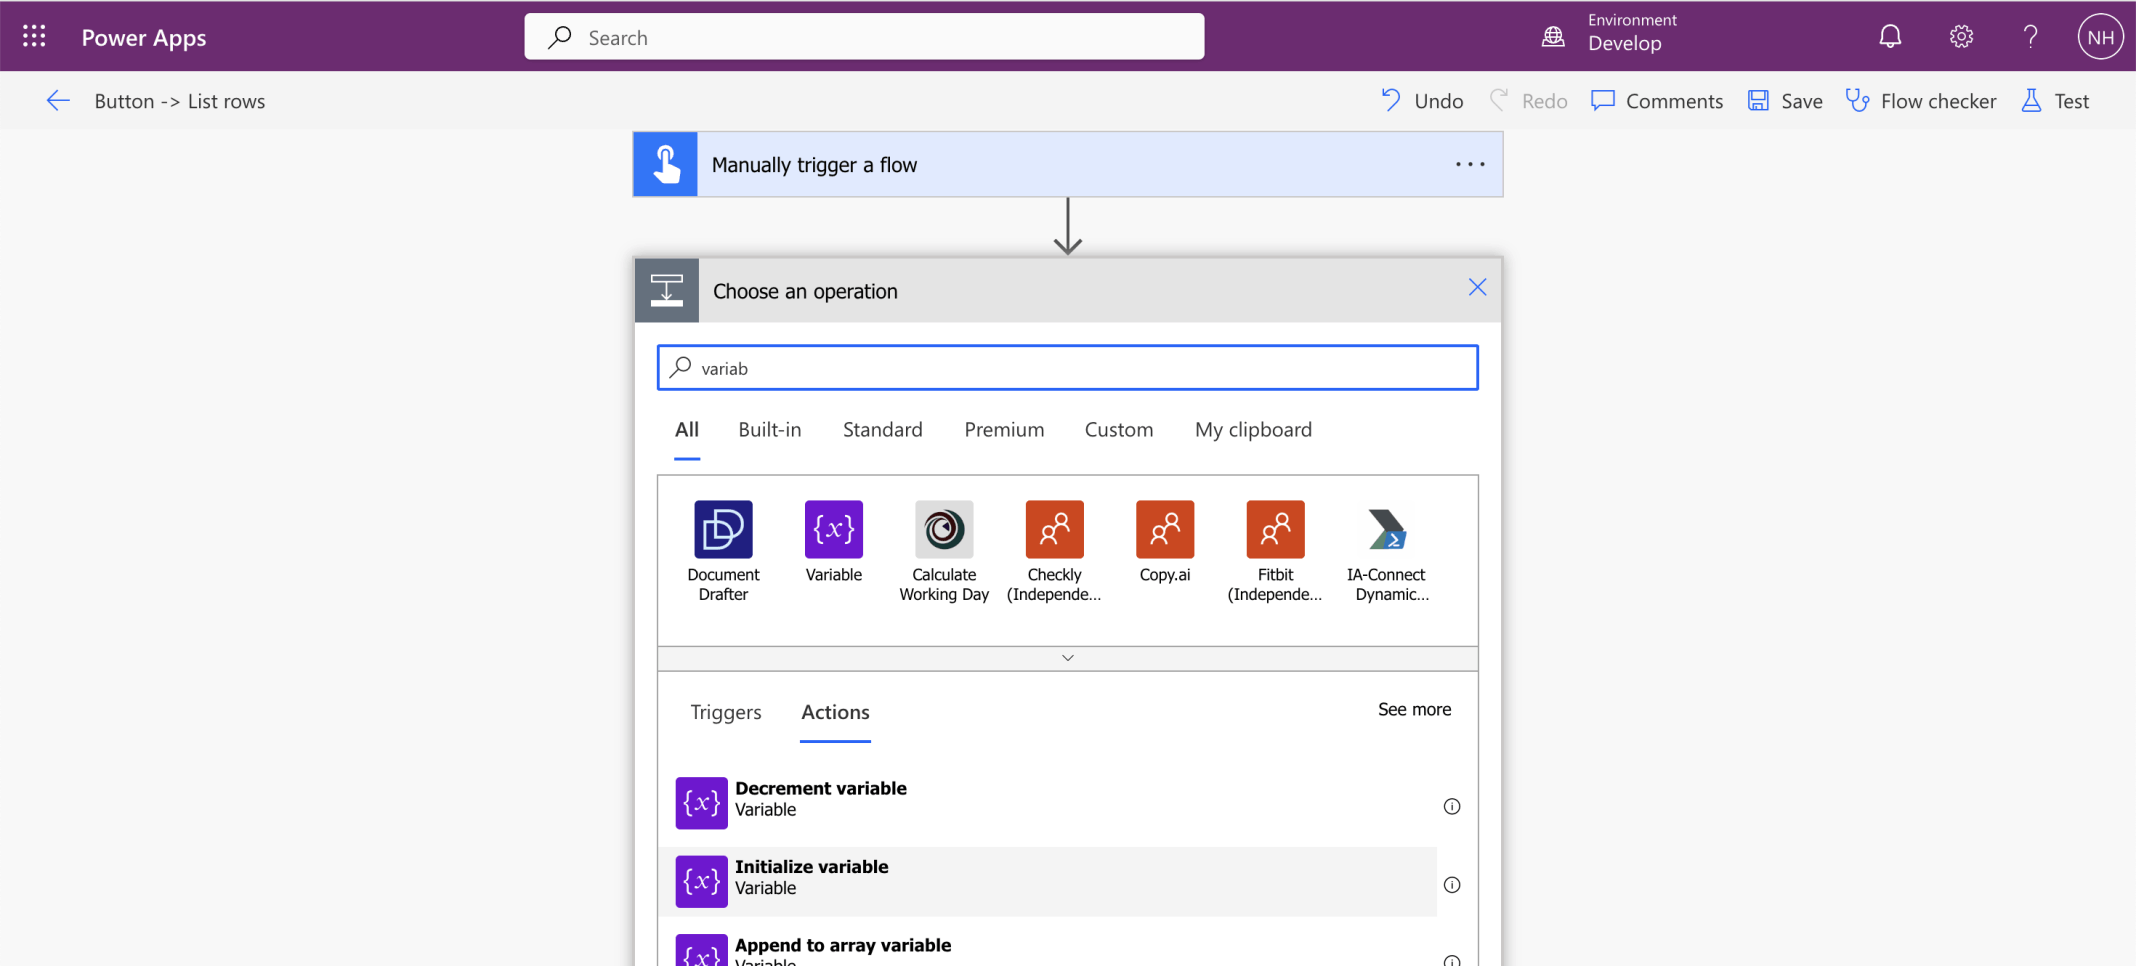 Power Apps
Search
Environment
Develop
?
NH
Button -> List rows
Undo
Redo
Comments
Save
Flow checker
Test
Manually trigger a flow
...
Choose an operation
variab
All
Built-in
Standard
Premium
Custom
My clipboard
{x}
Document
Drafter
Variable
Calculate
Working Day
Checkly
(Independe...
Copy.ai
Fitbit
(Independe...
IA-Connect
Dynamic...
Triggers
Actions
See more
{x}
Decrement variable
Variable
{x}
Initialize variable
Variable
{x}
Append to array variable
Variable